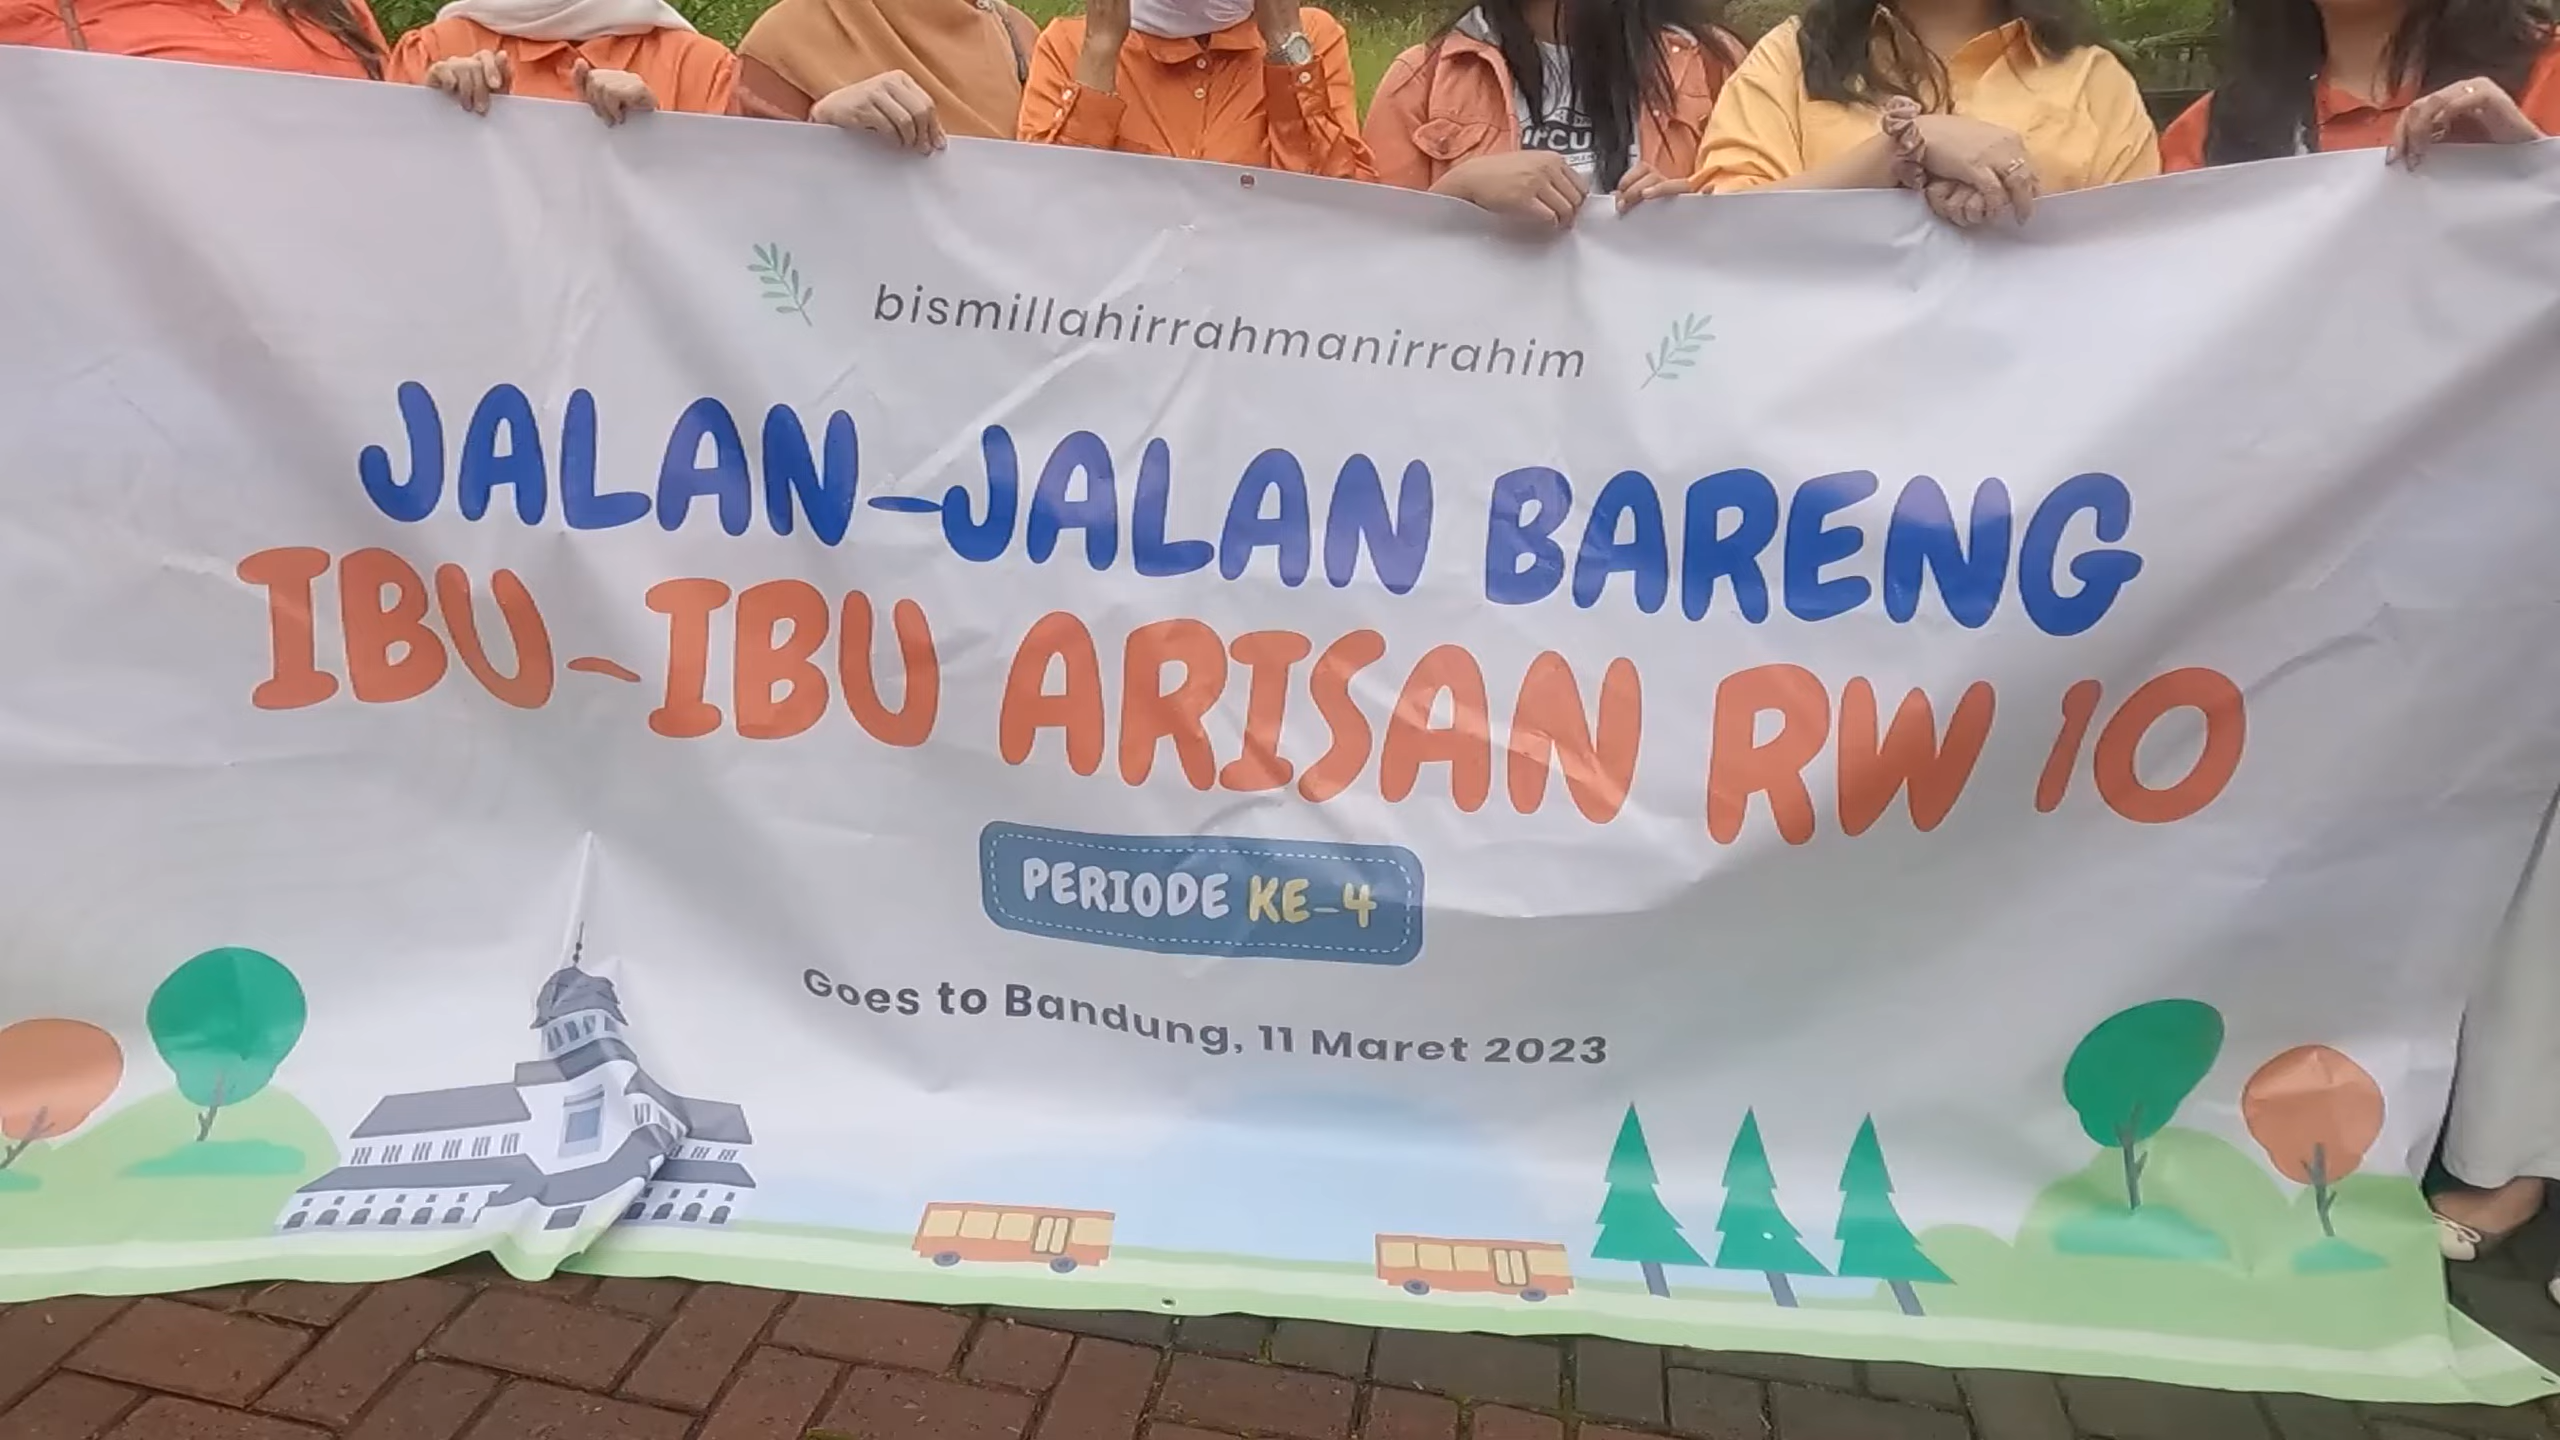 bismillahirrahmanirrahim
JALAN-JALAN BARENG
IBU-IBU ARISAN RW 10
PERIODE KE-4
Goes to Bandung, 11 Maret 2023